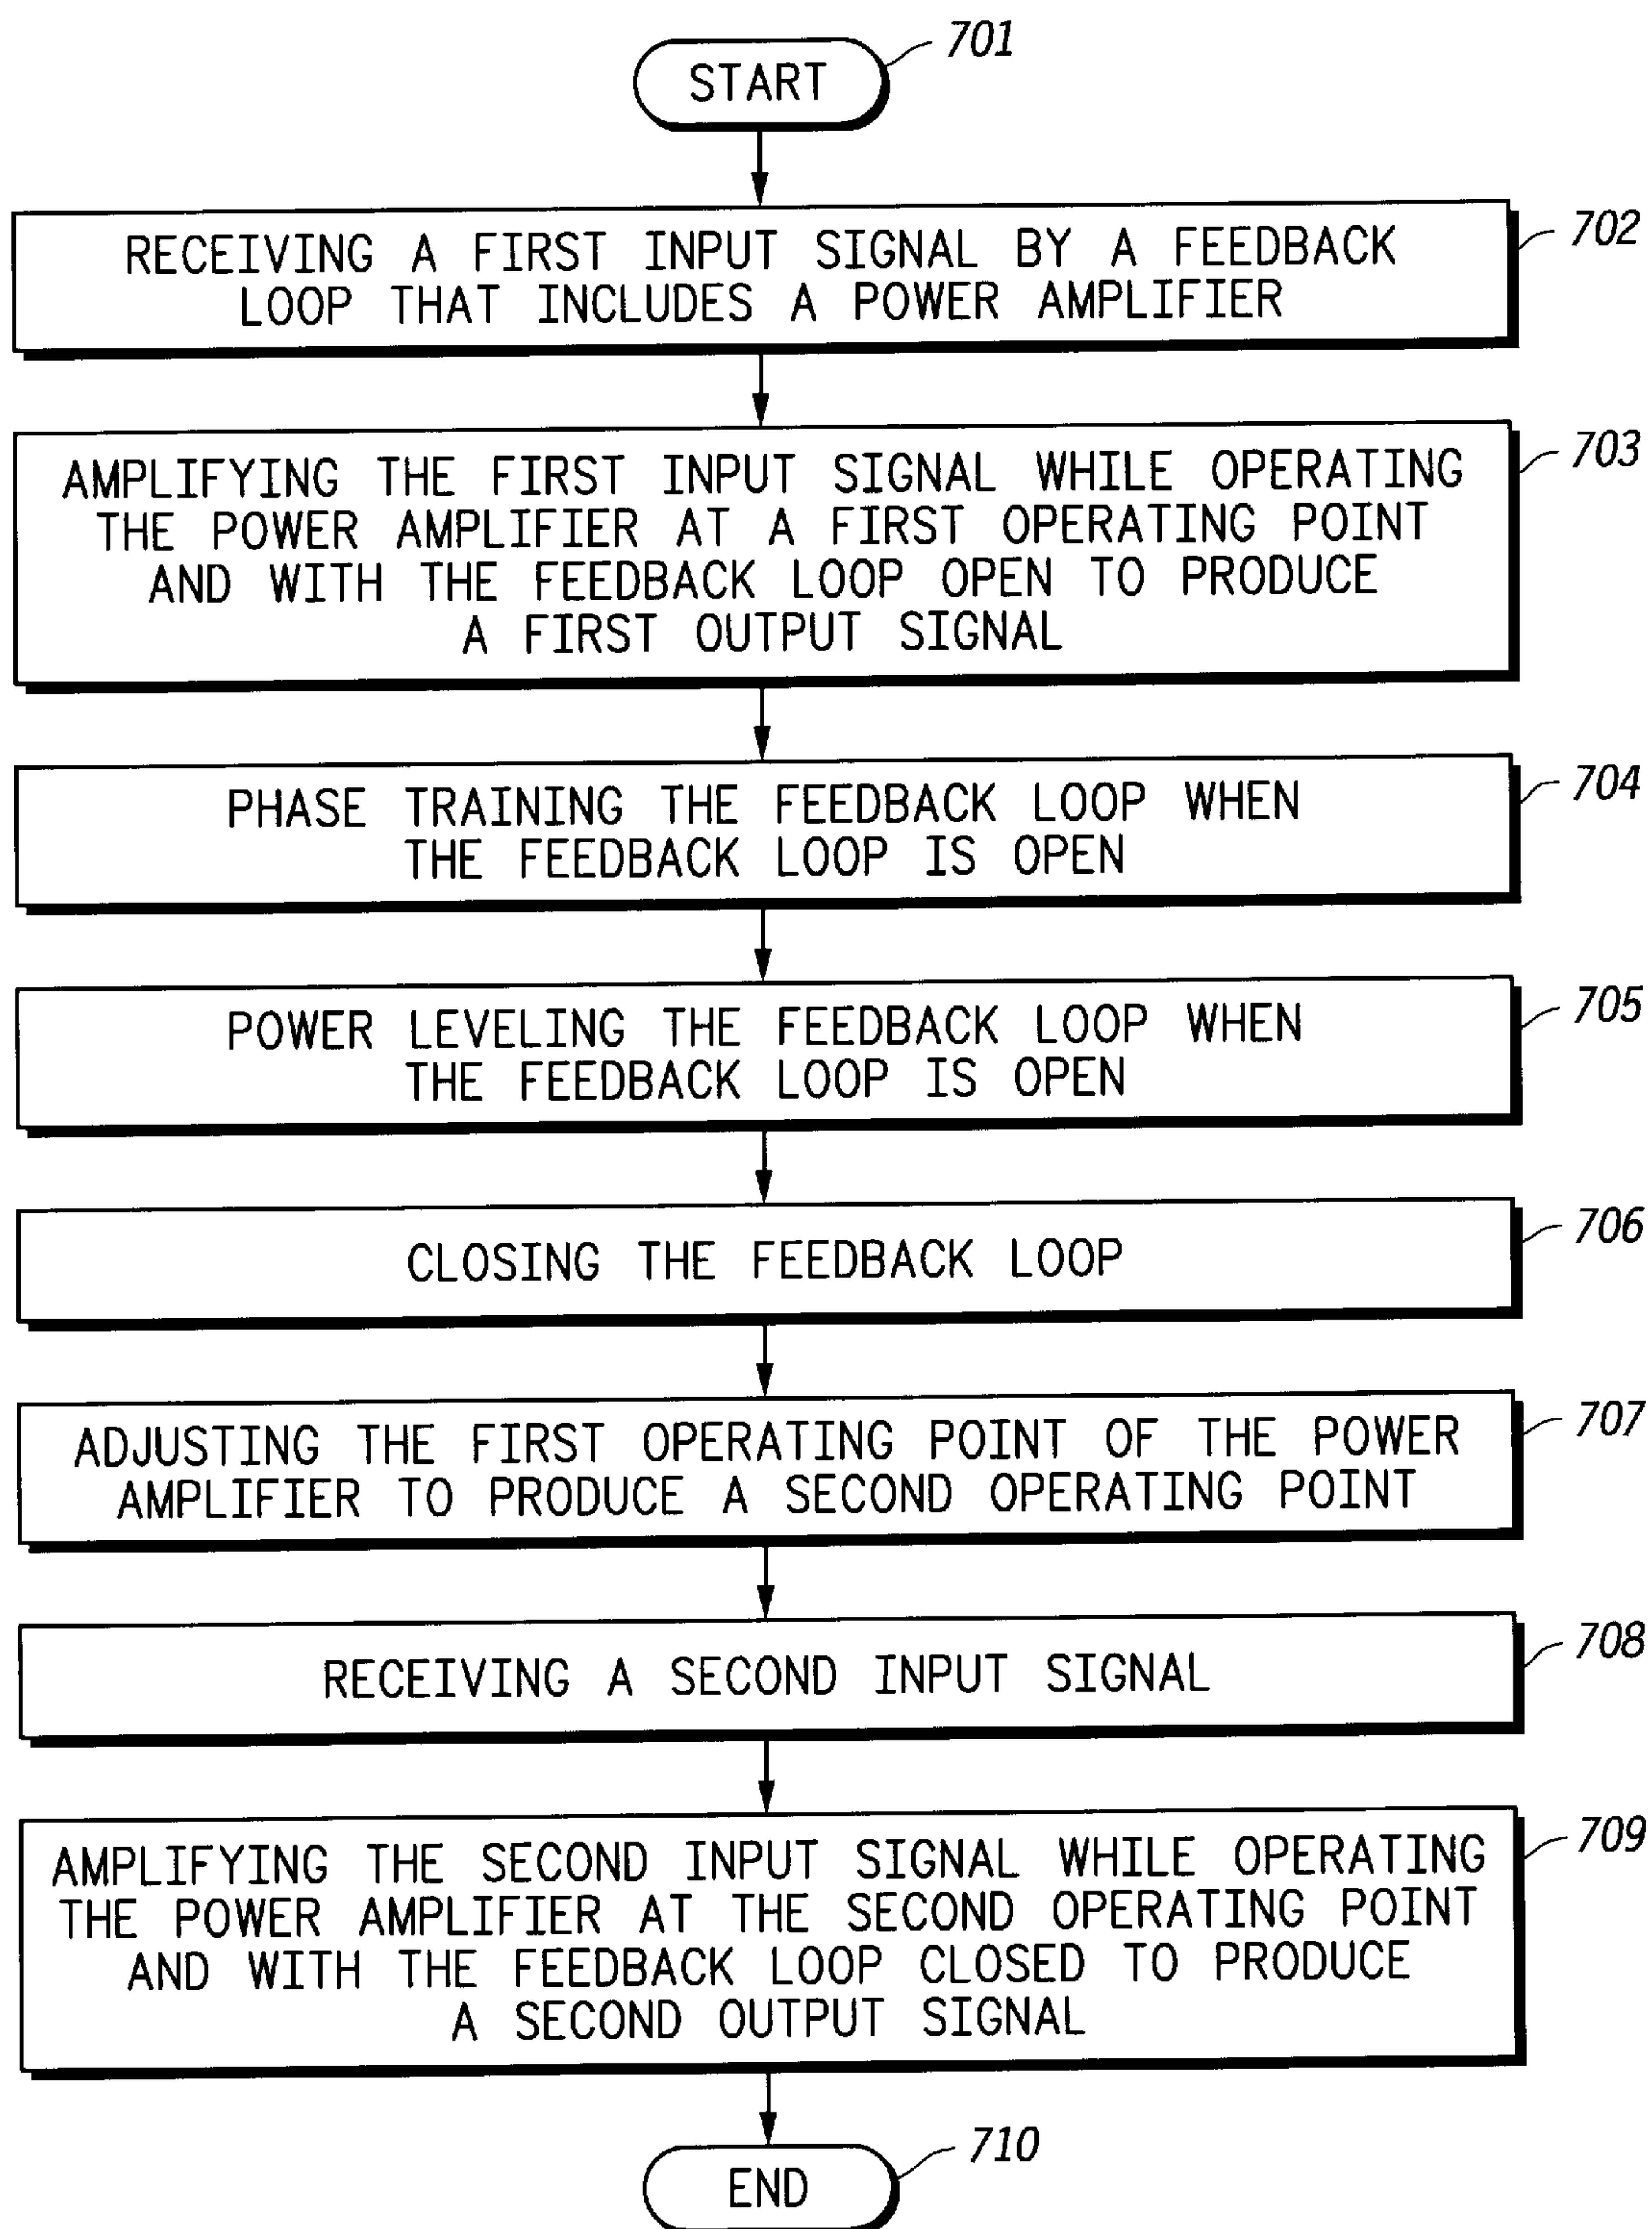 START
701
RECEIVING A FIRST INPUT SIGNAL BY A FEEDBACK
LOOP THAT INCLUDES A POWER AMPLIFIER
702
AMPLIFYING THE FIRST INPUT SIGNAL WHILE OPERATING
THE POWER AMPLIFIER AT A FIRST OPERATING POINT
AND WITH THE FEEDBACK LOOP OPEN TO PRODUCE
A FIRST OUTPUT SIGNAL
703
PHASE TRAINING THE FEEDBACK LOOP WHEN
THE FEEDBACK LOOP IS OPEN
704
POWER LEVELING THE FEEDBACK LOOP WHEN
THE FEEDBACK LOOP IS OPEN
705
CLOSING THE FEEDBACK LOOP
706
ADJUSTING THE FIRST OPERATING POINT OF THE POWER
AMPLIFIER TO PRODUCE A SECOND OPERATING POINT
707
RECEIVING A SECOND INPUT SIGNAL
708
AMPLIFYING THE SECOND INPUT SIGNAL WHILE OPERATING
THE POWER AMPLIFIER AT THE SECOND OPERATING POINT
AND WITH THE FEEDBACK LOOP CLOSED TO PRODUCE
A SECOND OUTPUT SIGNAL
709
END
710